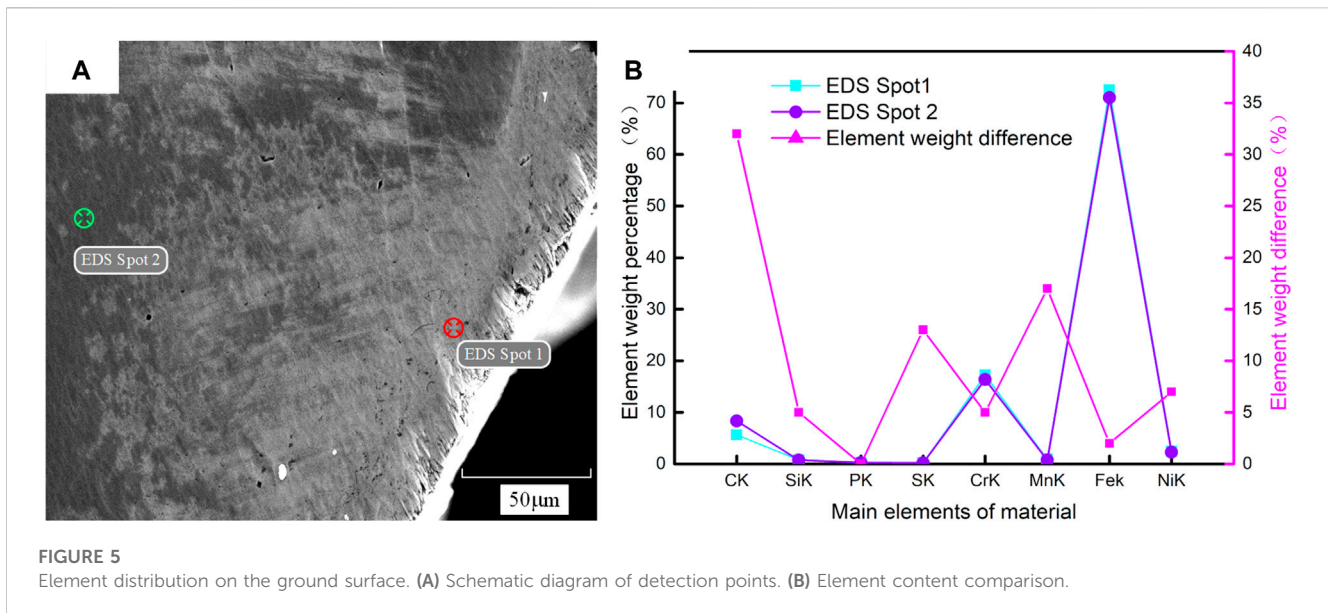 A
EDS Spot 2
EDS Spot 1
50μm
B
EDS Spot1
EDS Spot 2
Element weight difference
Element weight percentage (%)
70
60
50
40
30
20
10
0
40
35
30
25
20
15
10
5
0
Element weight difference (%)
CK SiK PK SK CrK MnK Fek NiK
Main elements of material
FIGURE 5
Element distribution on the ground surface. (A) Schematic diagram of detection points. (B) Element content comparison.